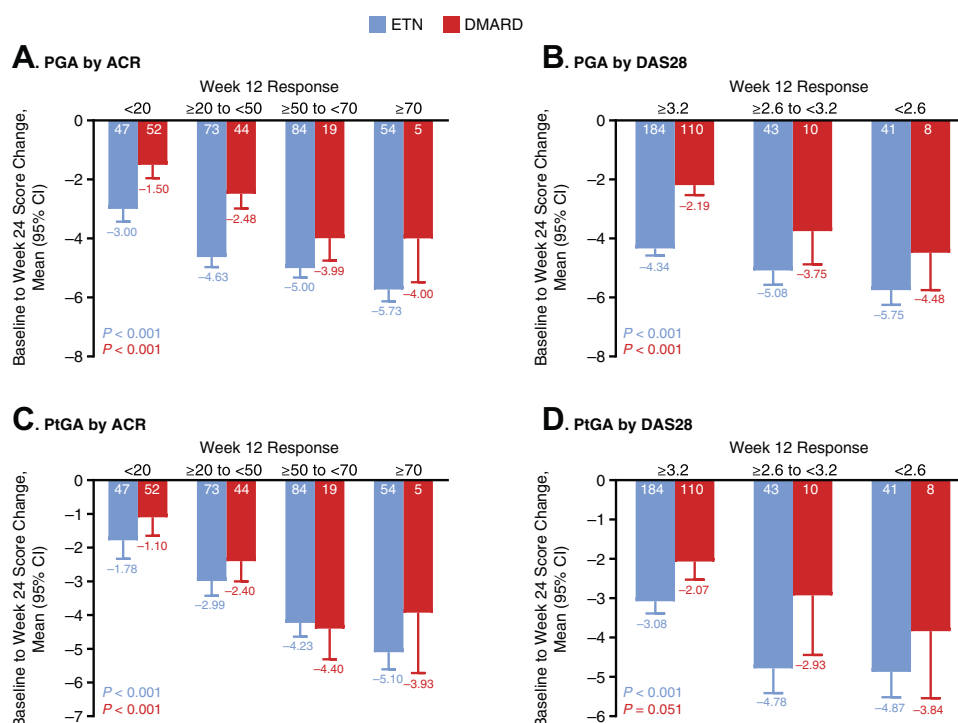 ETN DMARD
A. PGA by ACR
Week 12 Response
<20 ≥20 to <50 ≥50 to <70 ≥70
Baseline to Week 24 Score Change,
Mean (95% CI)
0
−2
−4
−6
−8
47 52 73 44 84 19 54 5
−3.00 −1.50 −4.63 −2.48 −5.00 −3.99 −5.73 −4.00
P < 0.001
P < 0.001
B. PGA by DAS28
Week 12 Response
≥3.2 ≥2.6 to <3.2 <2.6
Baseline to Week 24 Score Change,
Mean (95% CI)
0
−2
−4
−6
−8
184 110 43 10 41 8
−4.34 −2.19 −5.08 −3.75 −5.75 −4.48
P < 0.001
P < 0.001
C. PtGA by ACR
Week 12 Response
<20 ≥20 to <50 ≥50 to <70 ≥70
Baseline to Week 24 Score Change,
Mean (95% CI)
0
−1
−2
−3
−4
−5
−6
−7
47 52 73 44 84 19 54 5
−1.78 −1.10 −2.99 −2.40 −4.23 −4.40 −5.10 −3.93
P < 0.001
P < 0.001
D. PtGA by DAS28
Week 12 Response
≥3.2 ≥2.6 to <3.2 <2.6
Baseline to Week 24 Score Change,
Mean (95% CI)
0
−1
−2
−3
−4
−5
−6
184 110 43 10 41 8
−3.08 −2.07 −4.78 −2.93 −4.87 −3.84
P < 0.001
P = 0.051